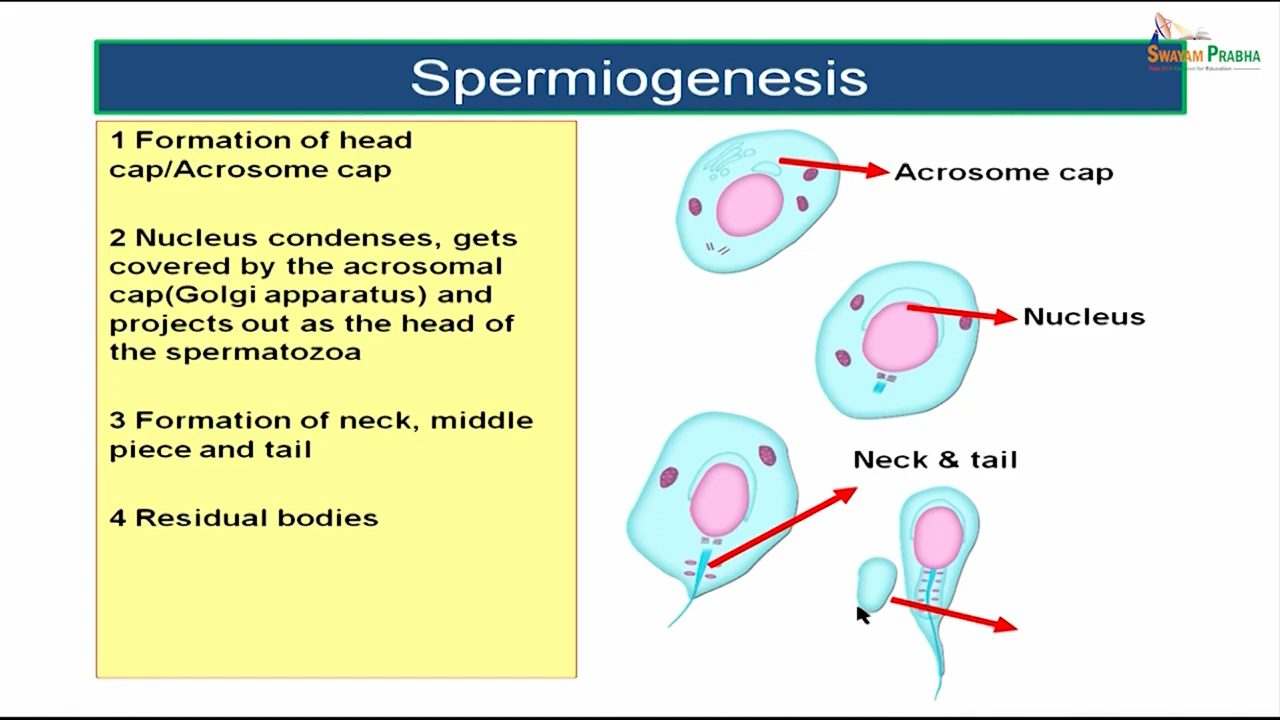 SWAYAM PRABHA
Spermiogenesis
1 Formation of head
cap/Acrosome cap
2 Nucleus condenses, gets
covered by the acrosomal
cap(Golgi apparatus) and
projects out as the head of
the spermatozoa
3 Formation of neck, middle
piece and tail
4 Residual bodies
Acrosome cap
Nucleus
Neck & tail